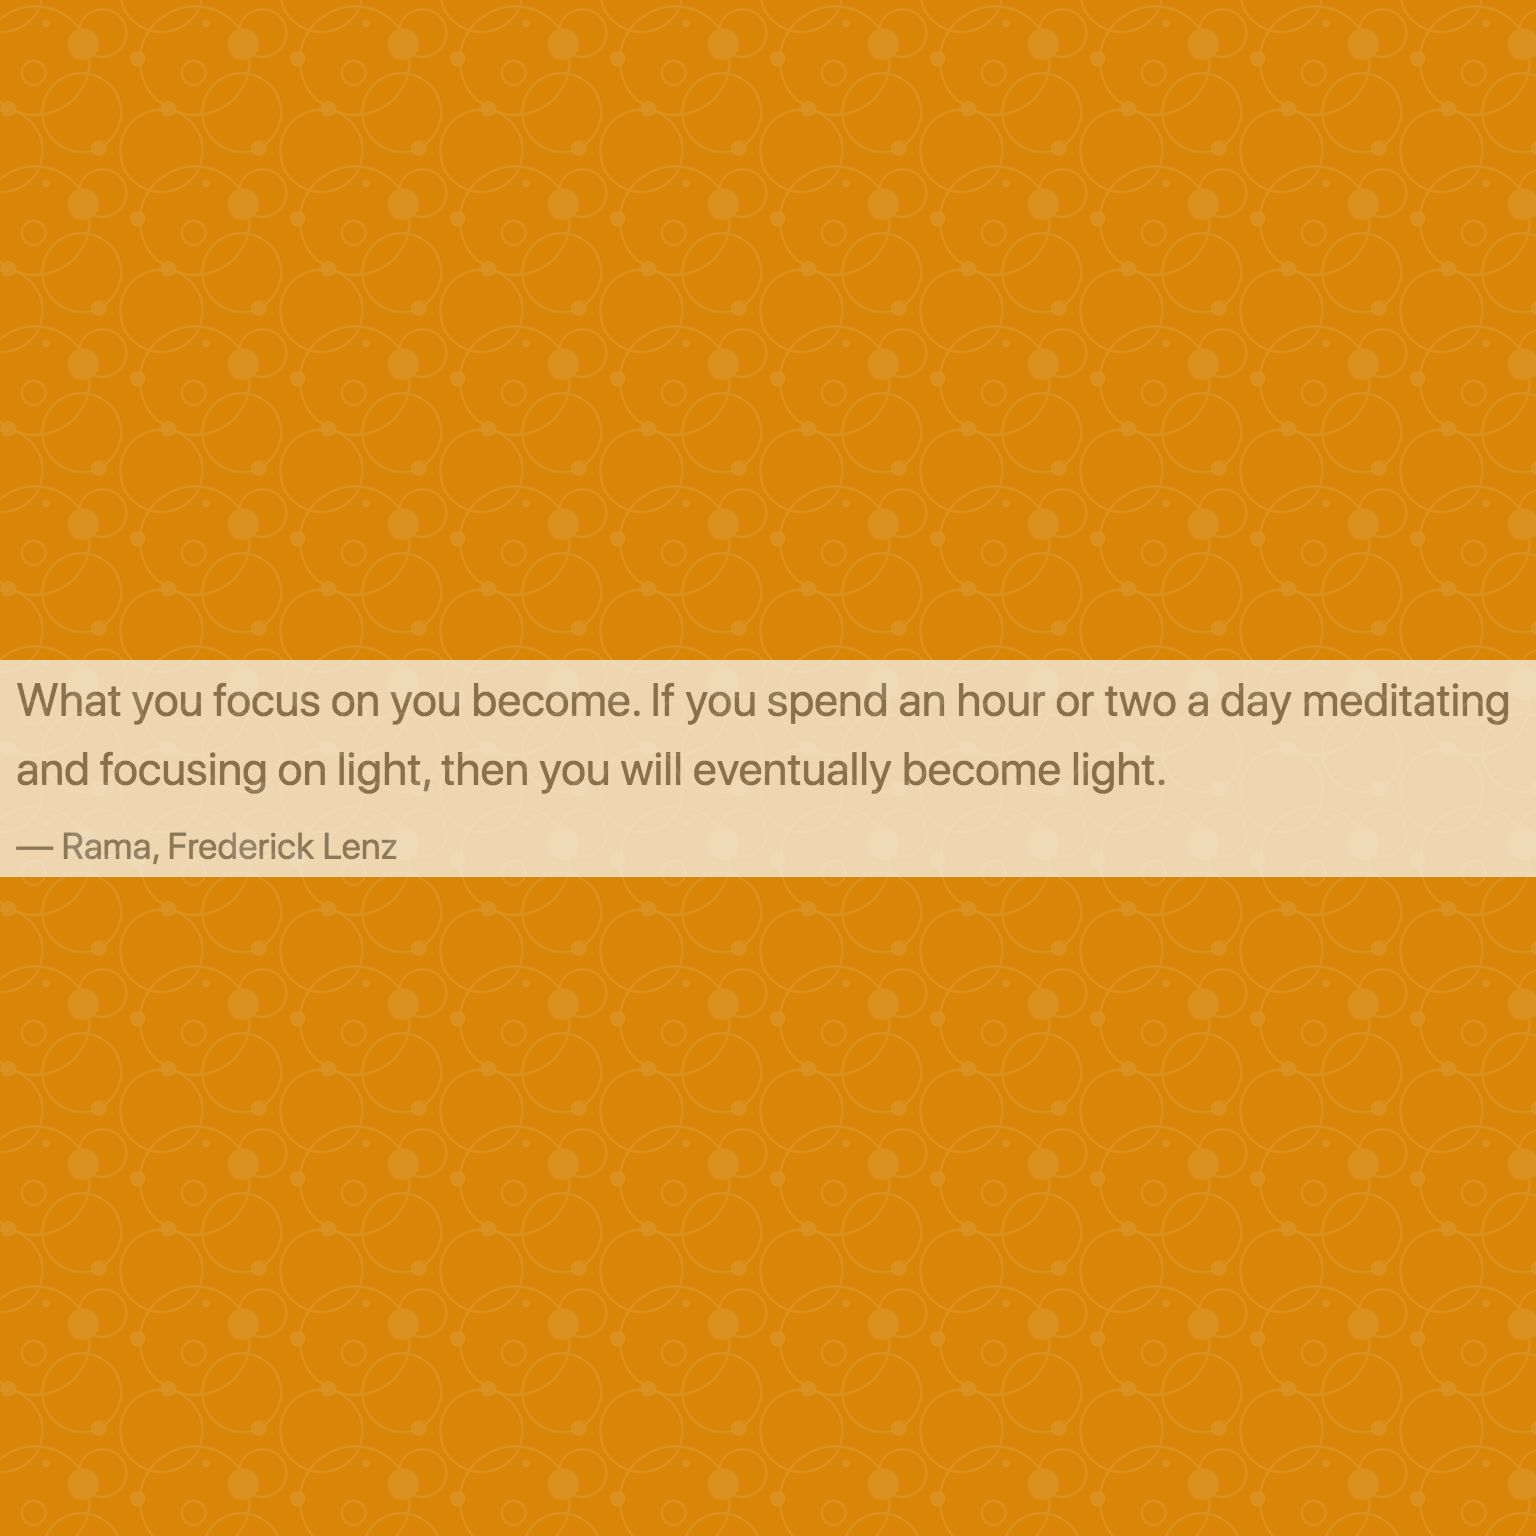 What you focus on you become. If you spend an hour or two a day meditating
and focusing on light, then you will eventually become light.
— Rama, Frederick Lenz